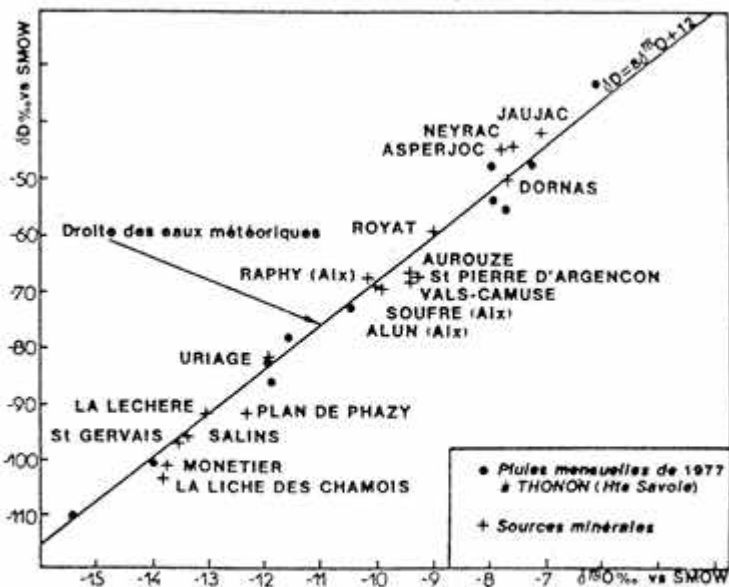 δD‰ vs SMOW
δD=8δ¹⁸O+12
JAUJAC
NEYRAC
ASPERJOC
-50
DORNAS
-60
ROYAT
Droite des eaux météoriques
AUROUZE
RAPHY (Aix)
St PIERRE D'ARGENCON
-70
VALS-CAMUSE
SOUFRE (Aix)
ALUN (Aix)
-80
URIAGE
-90
LA LECHERE
PLAN DE PHAZY
St GERVAIS
SALINS
-100
MONETIER
LA LICHE DES CHAMOIS
• Pluies mensuelles de 1977
à THONON (Hte Savoie)
-110
+ Sources minérales
-15 -14 -13 -12 -11 -10 -9 -8 -7 δ¹⁸O‰ vs SMOW